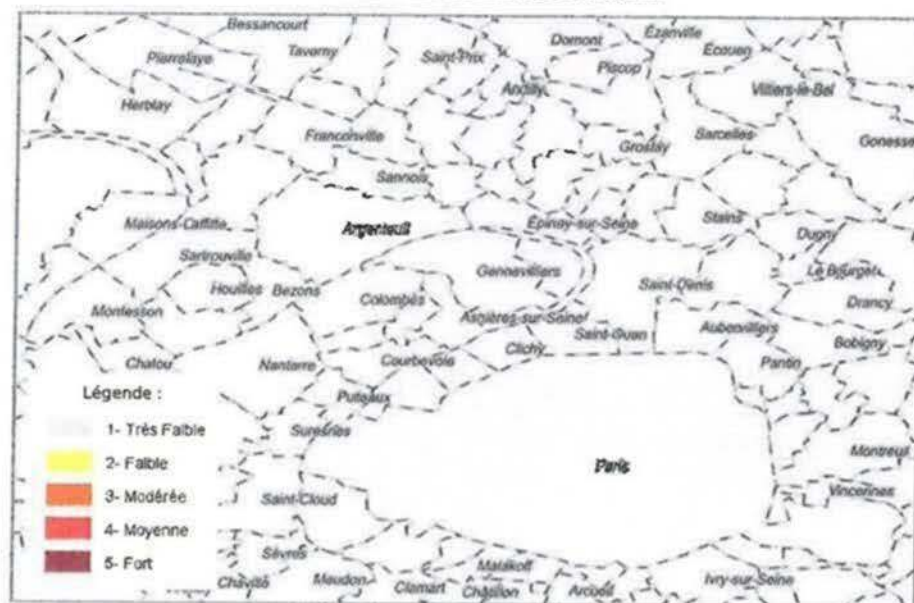 Bessancourt
Taverny
Saint-Prix
Domont
Ézanville
Écouen
Pierrelaye
Piscop
Andilly
Villiers-le-Bel
Herblay
Franconville
Groslay
Sarcelles
Gonesse
Sannois
Maisons-Laffitte
Argenteuil
Épinay-sur-Seine
Stains
Dugny
Sartrouville
Gennevilliers
Le Bourget
Houilles
Bezons
Colombes
Saint-Denis
Drancy
Montesson
Asnières-sur-Seine
Saint-Ouen
Aubervilliers
Bobigny
Chatou
Nanterre
Courbevoie
Clichy
Pantin
Légende :
Puteaux
1- Très Faible
Suresnes
Montreuil
2- Faible
Paris
3- Modérée
Saint-Cloud
Vincennes
4- Moyenne
5- Fort
Sèvres
Chaville
Meudon
Clamart
Malakoff
Châtillon
Arcueil
Ivry-sur-Seine